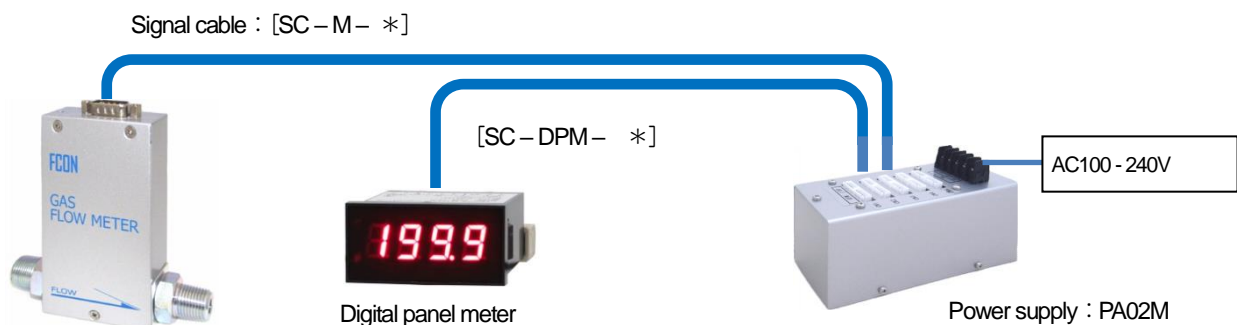 Signal cable：[SC – M – ＊]
[SC – DPM – ＊]
AC100 - 240V
FCON
GAS
FLOW METER
FLOW
199.9
Digital panel meter
Power supply：PA02M